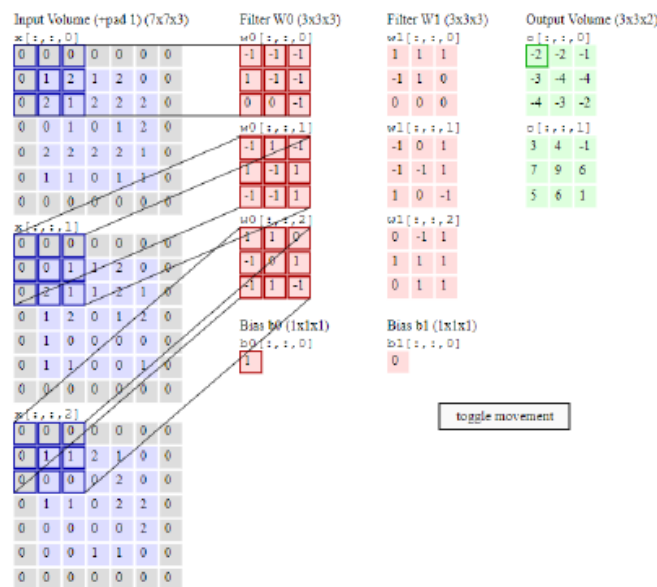 Input Volume (+pad 1) (7x7x3)
x[:,:,0]
0 0 0 0 0 0 0
0 1 2 1 2 0 0
0 2 1 2 2 2 0
0 0 1 0 1 2 0
0 2 2 2 2 1 0
0 1 1 0 1 1 0
0 0 0 0 0 0 0
x[:,:,1]
0 0 0 0 0 0 0
0 0 1 1 2 0 0
0 2 1 1 2 1 0
0 1 2 0 1 2 0
0 1 0 0 0 0 0
0 1 1 0 0 1 0
0 0 0 0 0 0 0
x[:,:,2]
0 0 0 0 0 0 0
0 1 1 2 1 0 0
0 0 0 0 2 0 0
0 1 1 0 2 2 0
0 0 0 0 0 2 0
0 0 0 1 1 0 0
0 0 0 0 0 0 0
Filter W0 (3x3x3)
w0[:,:,0]
-1 -1 -1
1 -1 -1
0 0 -1
w0[:,:,1]
-1 1 -1
1 -1 1
-1 -1 1
w0[:,:,2]
1 1 0
-1 0 1
-1 1 -1
Bias b0 (1x1x1)
b0[:,:,0]
1
Filter W1 (3x3x3)
w1[:,:,0]
1 1 1
-1 1 0
0 0 0
w1[:,:,1]
-1 0 1
-1 -1 1
1 0 -1
w1[:,:,2]
0 -1 1
1 1 1
0 1 1
Bias b1 (1x1x1)
b1[:,:,0]
0
Output Volume (3x3x2)
o[:,:,0]
-2 -2 -1
-3 -4 -4
-4 -3 -2
o[:,:,1]
3 4 -1
7 9 6
5 6 1
toggle movement